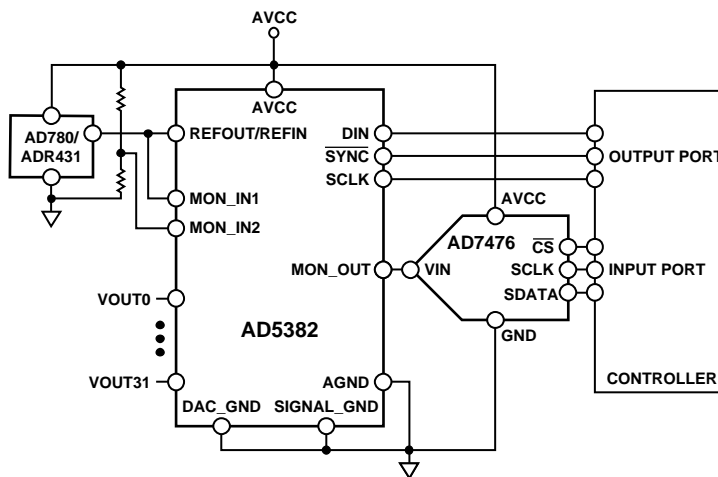 AVCC
AVCC
AD780/
ADR431
REFOUT/REFIN
DIN
SYNC
OUTPUT PORT
SCLK
MON_IN1
AVCC
MON_IN2
AD7476
CS
MON_OUT
VIN
SCLK
INPUT PORT
SDATA
VOUT0
AD5382
GND
VOUT31
AGND
CONTROLLER
DAC_GND
SIGNAL_GND